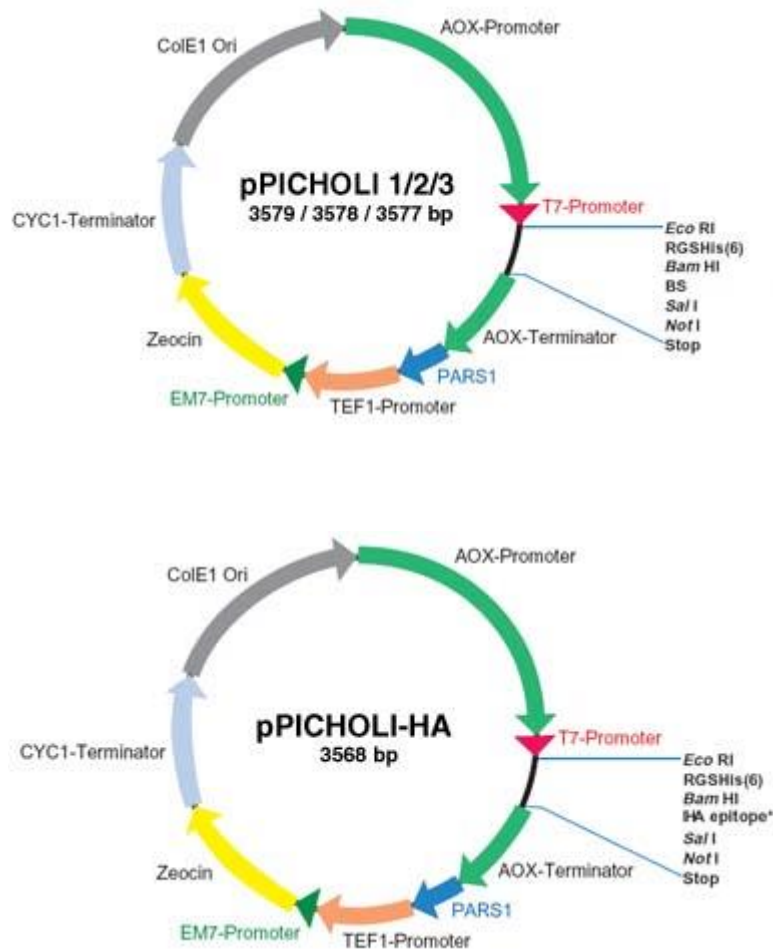 AOX-Promoter
ColE1 Ori
pPICHOLI 1/2/3
3579 / 3578 / 3577 bp
CYC1-Terminator
T7-Promoter
Eco RI
RGSHis(6)
Bam HI
BS
Sal I
Not I
Stop
AOX-Terminator
Zeocin
PARS1
EM7-Promoter
TEF1-Promoter
AOX-Promoter
ColE1 Ori
pPICHOLI-HA
3568 bp
CYC1-Terminator
T7-Promoter
Eco RI
RGSHis(6)
Bam HI
HA epitope*
Sal I
Not I
Stop
AOX-Terminator
Zeocin
PARS1
EM7-Promoter
TEF1-Promoter